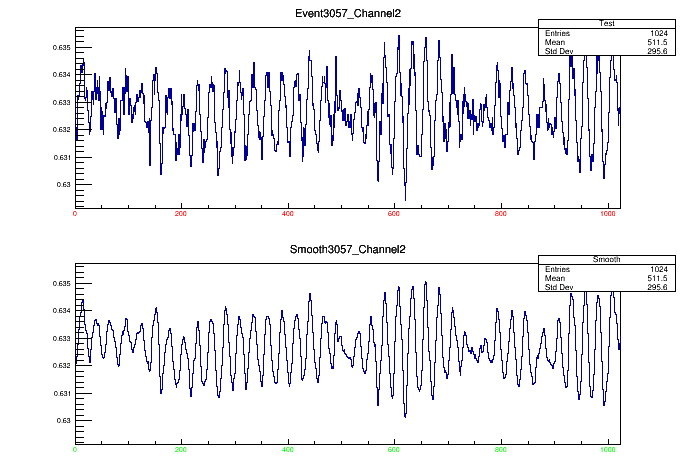 Event3057_Channel2
Test
Entries 1024
Mean 511.5
Std Dev 295.6
0.635
0.634
0.633
0.632
0.631
0.63
0 200 400 600 800 1000
Smooth3057_Channel2
Smooth
Entries 1024
Mean 511.5
Std Dev 295.6
0.635
0.634
0.633
0.632
0.631
0.63
0 200 400 600 800 1000